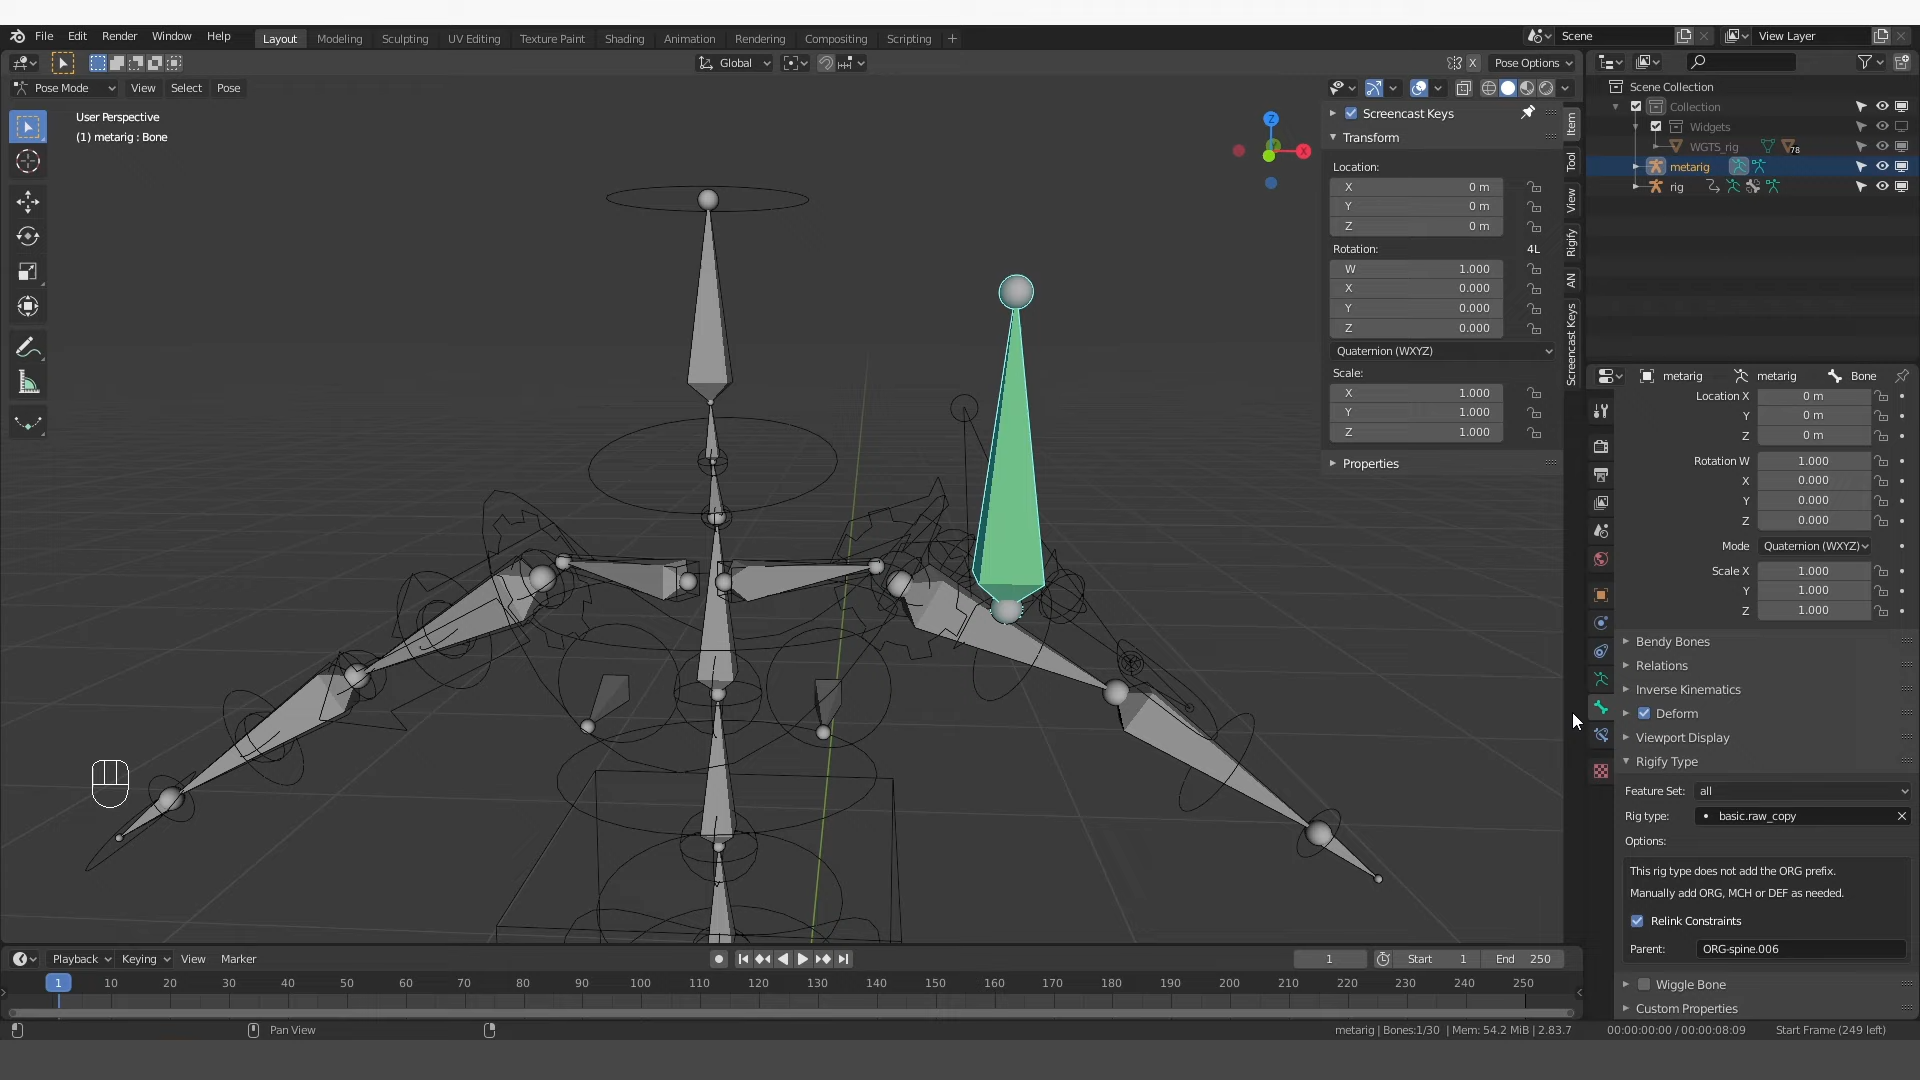 File Edit Render Window Help Layout Modeling Sculpting UV Editing Texture Paint Shading Animation Rendering Compositing Scripting + Scene View Layer
Global X Pose Options
Pose Mode View Select Pose
User Perspective
(1) metarig : Bone
Z
X
Screencast Keys
Transform
Location:
X 0 m
Y 0 m
Z 0 m
Rotation: 4L
W 1.000
X 0.000
Y 0.000
Z 0.000
Quaternion (WXYZ)
Scale:
X 1.000
Y 1.000
Z 1.000
Properties
Item
Tool
View
Rigify
AN
Screencast Keys
Scene Collection
Collection
Widgets
WGTS_rig 78
metarig
rig
metarig metarig Bone
Location X 0 m
Y 0 m
Z 0 m
Rotation W 1.000
X 0.000
Y 0.000
Z 0.000
Mode Quaternion (WXYZ)
Scale X 1.000
Y 1.000
Z 1.000
Bendy Bones
Relations
Inverse Kinematics
Deform
Viewport Display
Rigify Type
Feature Set: all
Rig type: basic.raw_copy
Options:
This rig type does not add the ORG prefix.
Manually add ORG, MCH or DEF as needed.
Relink Constraints
Parent: ORG-spine.006
Wiggle Bone
Custom Properties
Playback Keying View Marker 1 Start 1 End 250
1 10 20 30 40 50 60 70 80 90 100 110 120 130 140 150 160 170 180 190 200 210 220 230 240 250
Pan View metarig | Bones:1/30 | Mem: 54.2 MiB | 2.83.7 00:00:00:00 / 00:00:08:09 Start Frame (249 left)